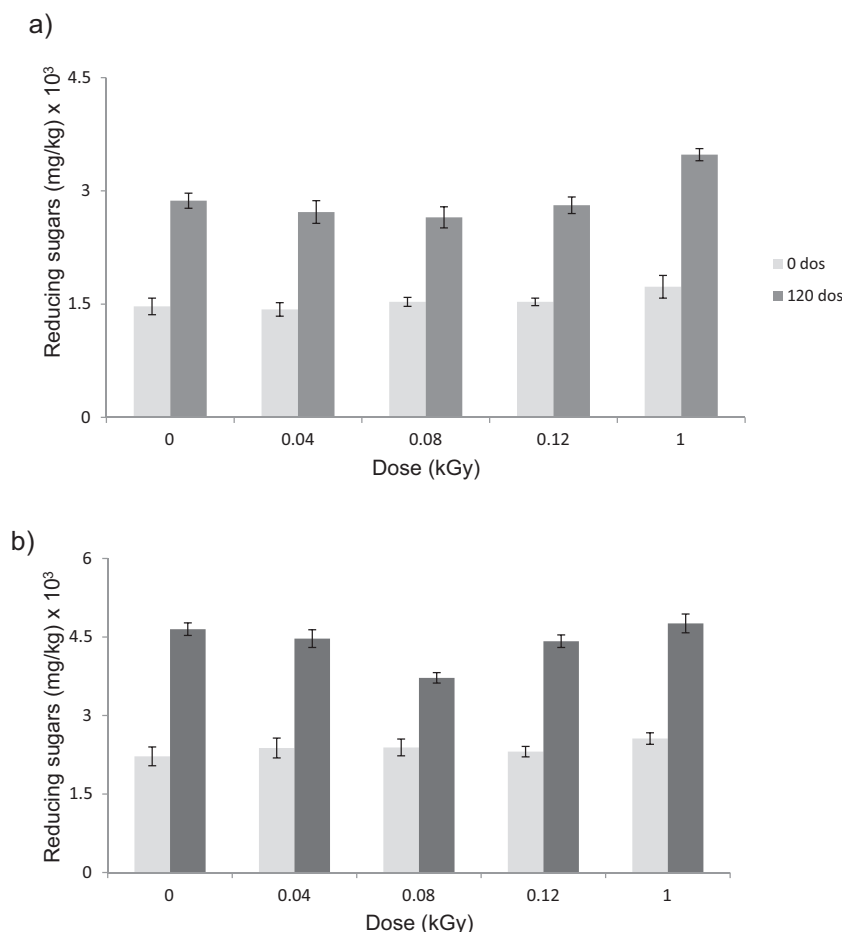 a)
Reducing sugars (mg/kg) x 10³
4.5
3
1.5
0
0 0.04 0.08 0.12 1
Dose (kGy)
0 dos
120 dos
b)
Reducing sugars (mg/kg) x 10³
6
4.5
3
1.5
0
0 0.04 0.08 0.12 1
Dose (kGy)